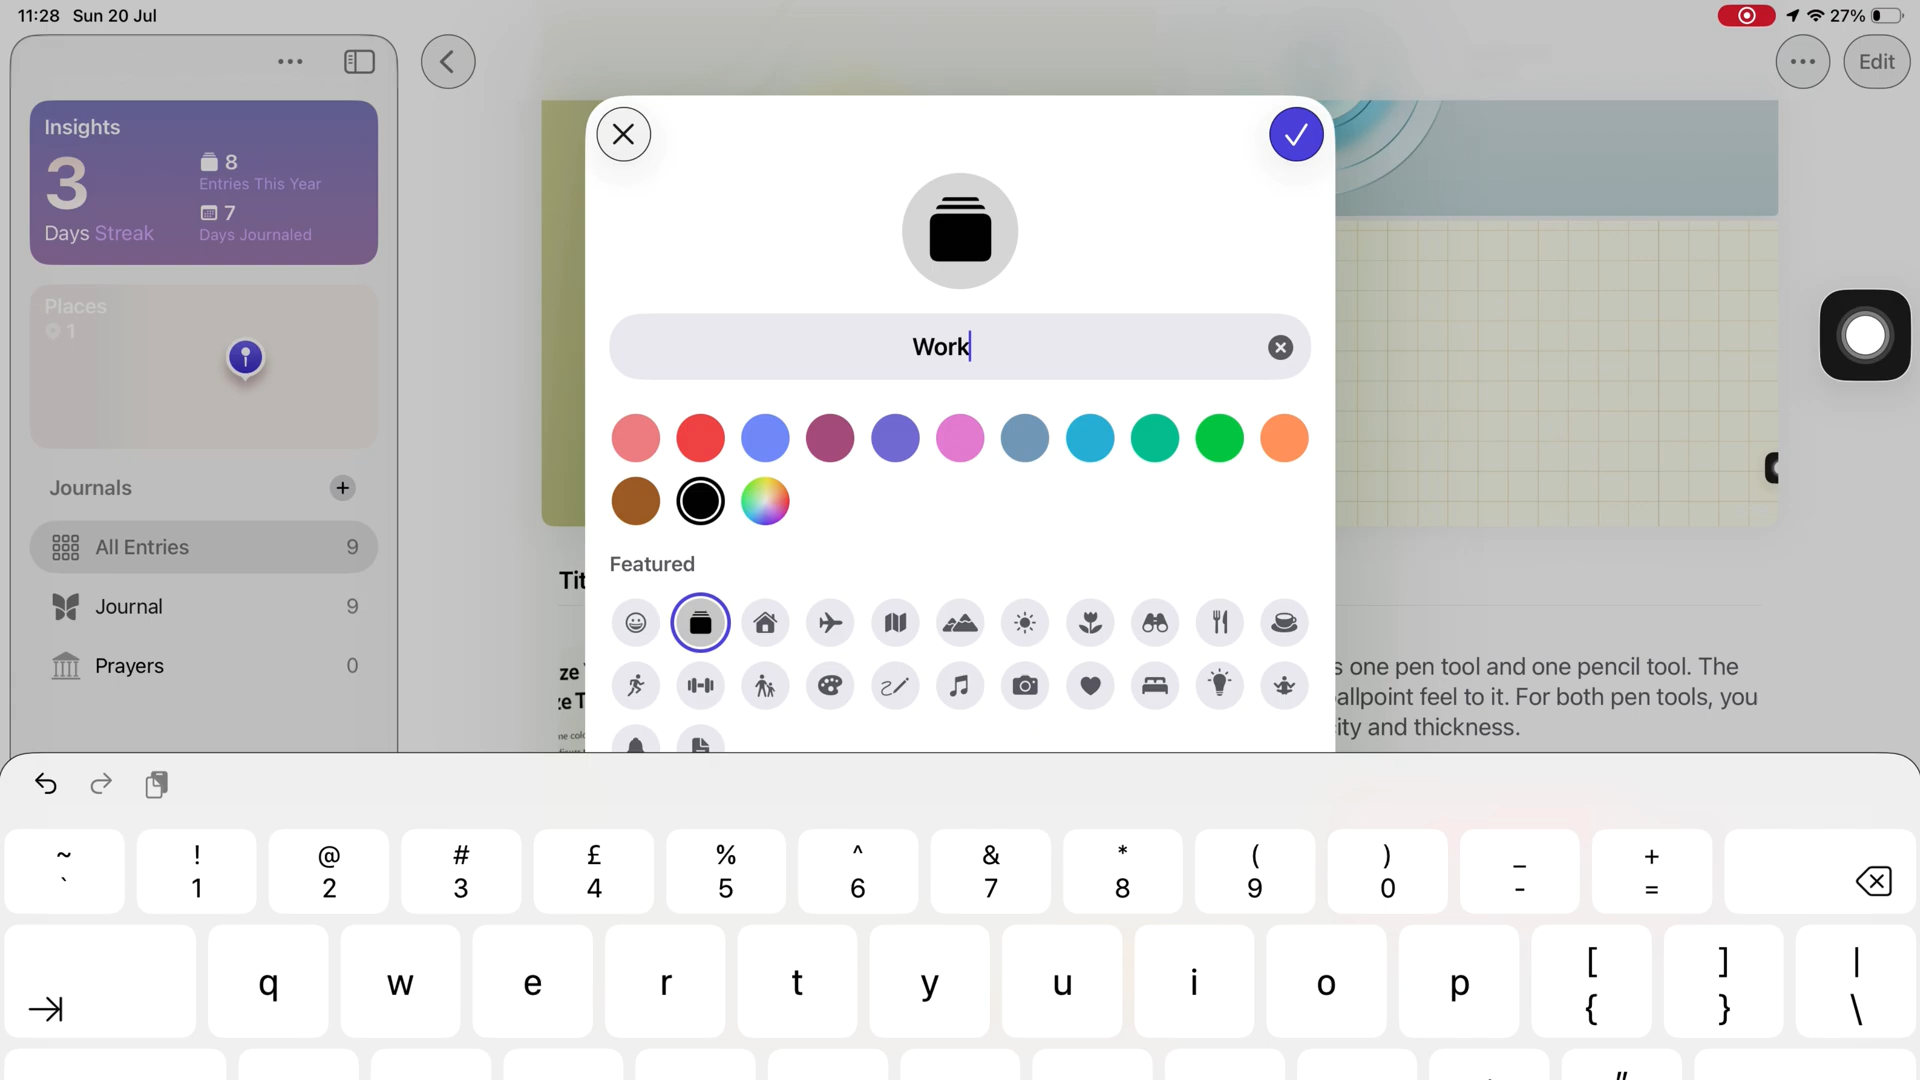 11:28 Sun 20 Jul
27%
Edit
Insights
3
Days Streak
8
Entries This Year
7
Days Journaled
Places
1
Journals
All Entries 9
Journal 9
Prayers 0
Work
Featured
Tit
ze
ze T
s one pen tool and one pencil tool. The
allpoint feel to it. For both pen tools, you
ity and thickness.
~ ! @ # £ % ^ & * ( ) _ +
` 1 2 3 4 5 6 7 8 9 0 - =
q w e r t y u i o p [ ] |
{ } \
"